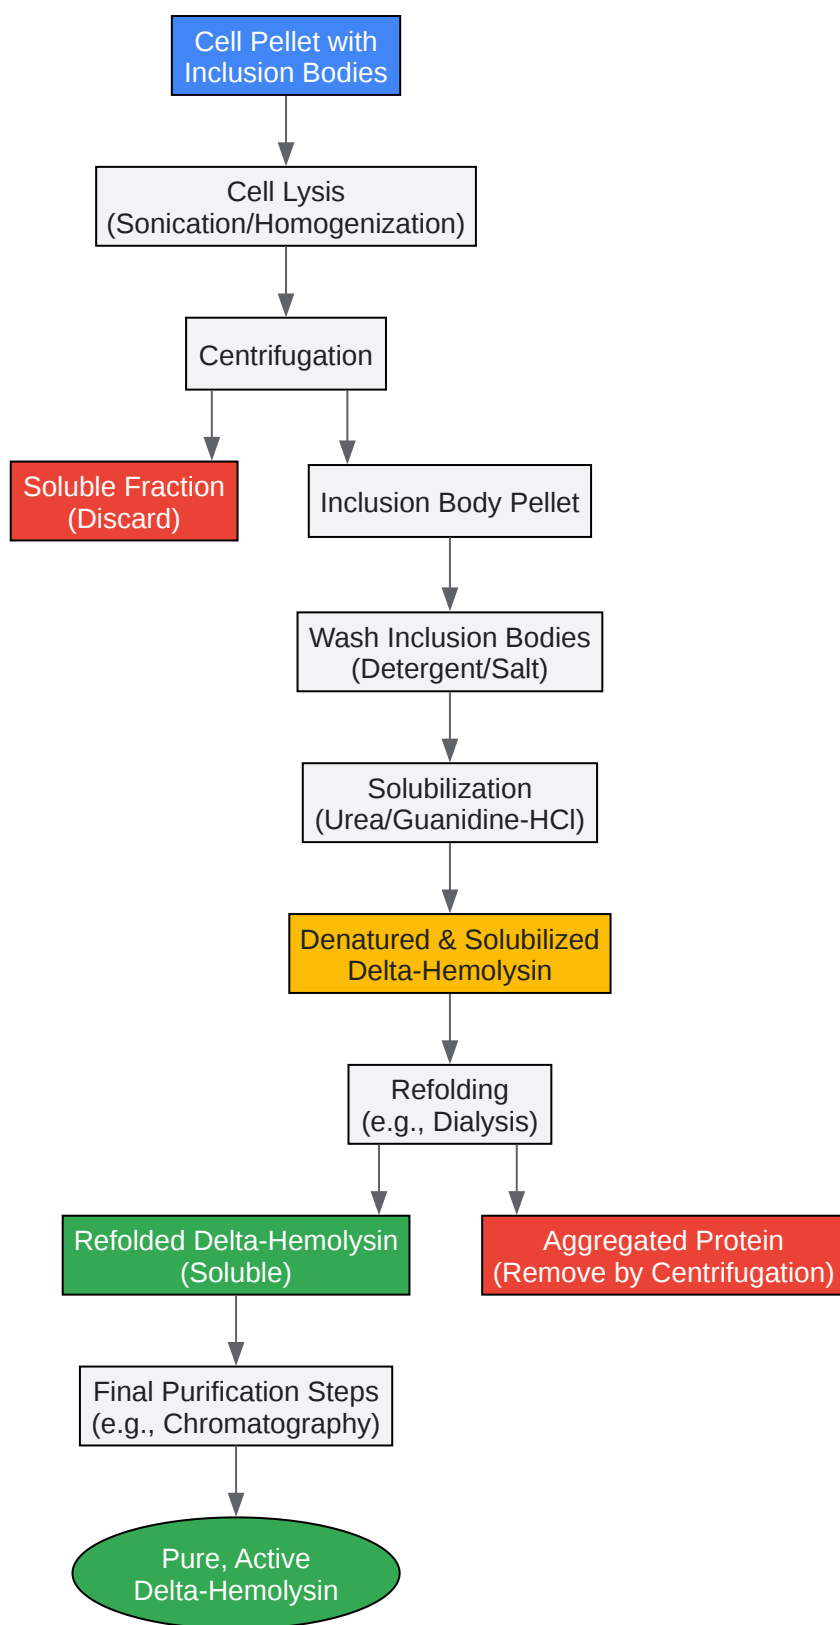 Cell Pellet with
Inclusion Bodies
Cell Lysis
(Sonication/Homogenization)
Centrifugation
Soluble Fraction
(Discard)
Inclusion Body Pellet
Wash Inclusion Bodies
(Detergent/Salt)
Solubilization
(Urea/Guanidine-HCl)
Denatured & Solubilized
Delta-Hemolysin
Refolding
(e.g., Dialysis)
Refolded Delta-Hemolysin
(Soluble)
Aggregated Protein
(Remove by Centrifugation)
Final Purification Steps
(e.g., Chromatography)
Pure, Active
Delta-Hemolysin